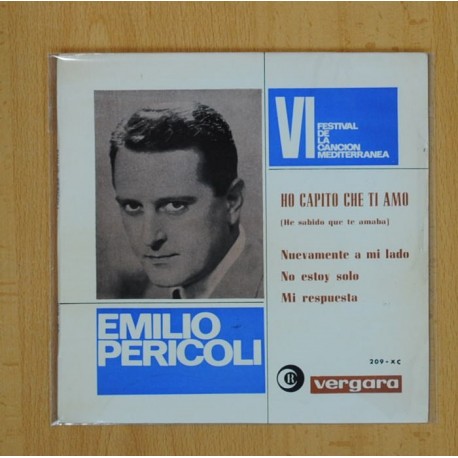 VI FESTIVAL
DE
LA
CANCION
MEDITERRANEA
HO CAPITO CHE TI AMO
(He sabido que te amaba)
Nuevamente a mi lado
No estoy solo
Mi respuesta
EMILIO
PERICOLI
209-XC
R vergara